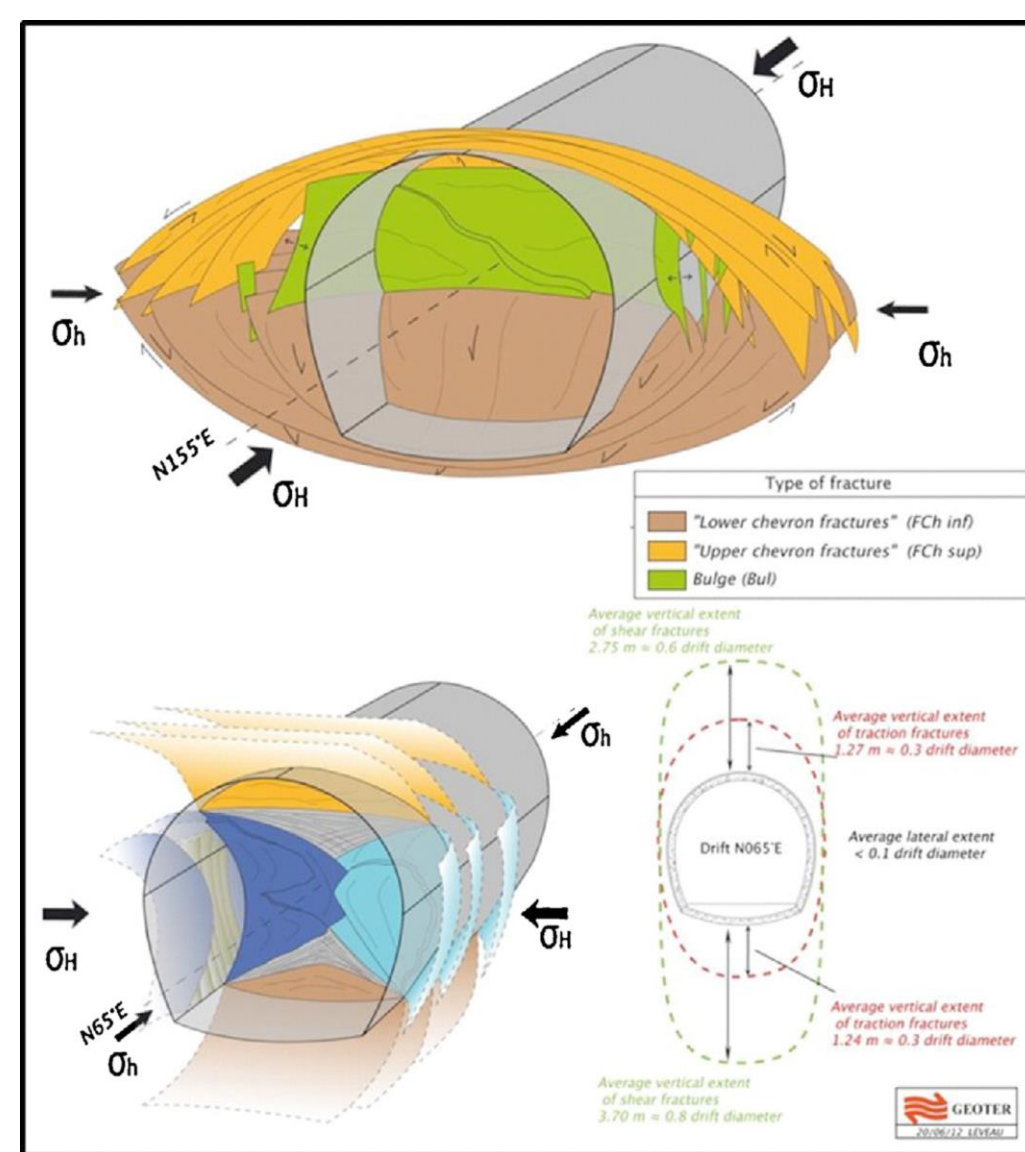 σH
σh
σh
N155°E
σH
Type of fracture
"Lower chevron fractures" (FCh inf)
"Upper chevron fractures" (FCh sup)
Bulge (Bul)
σh
σH
σH
N65°E
σh
Average vertical extent
of shear fractures
2.75 m ≈ 0.6 drift diameter
Average vertical extent
of traction fractures
1.27 m ≈ 0.3 drift diameter
Drift N065°E
Average lateral extent
< 0.1 drift diameter
Average vertical extent
of traction fractures
1.24 m ≈ 0.3 drift diameter
Average vertical extent
of shear fractures
3.70 m ≈ 0.8 drift diameter
GEOTER
20/06/12 LEVEAU